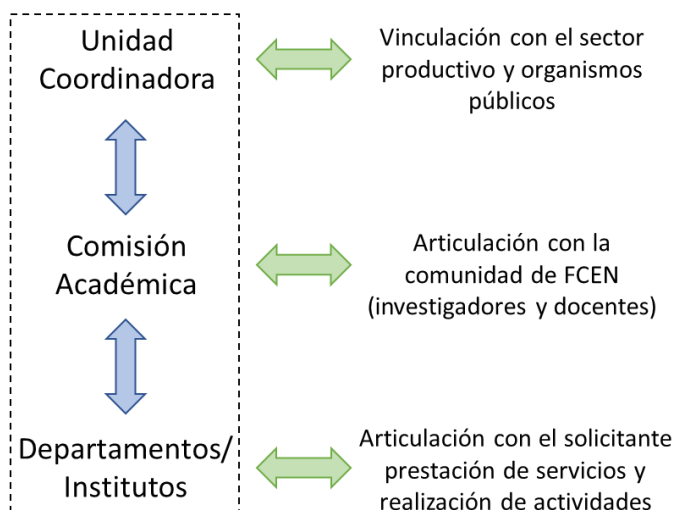 Unidad
Coordinadora
Vinculación con el sector
productivo y organismos
públicos
Comisión
Académica
Articulación con la
comunidad de FCEN
(investigadores y docentes)
Departamentos/
Institutos
Articulación con el solicitante
prestación de servicios y
realización de actividades